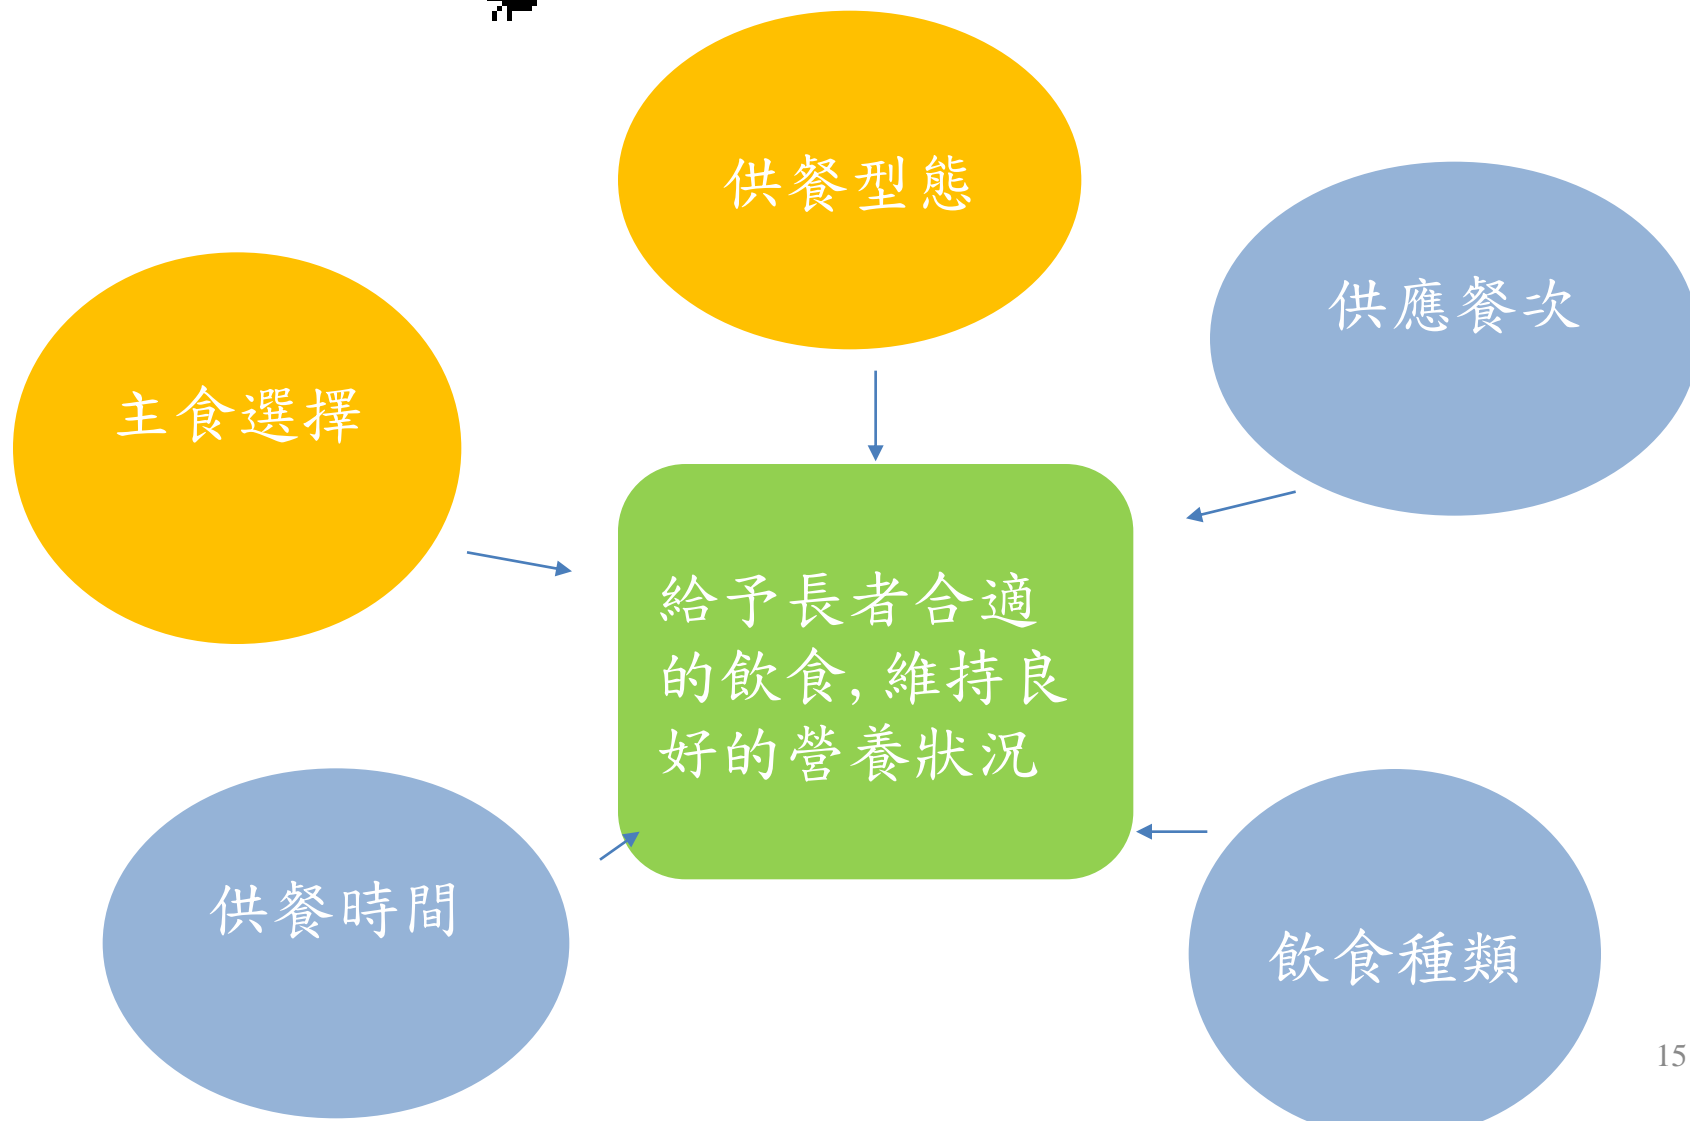 供餐型態
供應餐次
主食選擇
給予長者合適
的飲食,維持良
好的營養狀況
供餐時間
飲食種類
15